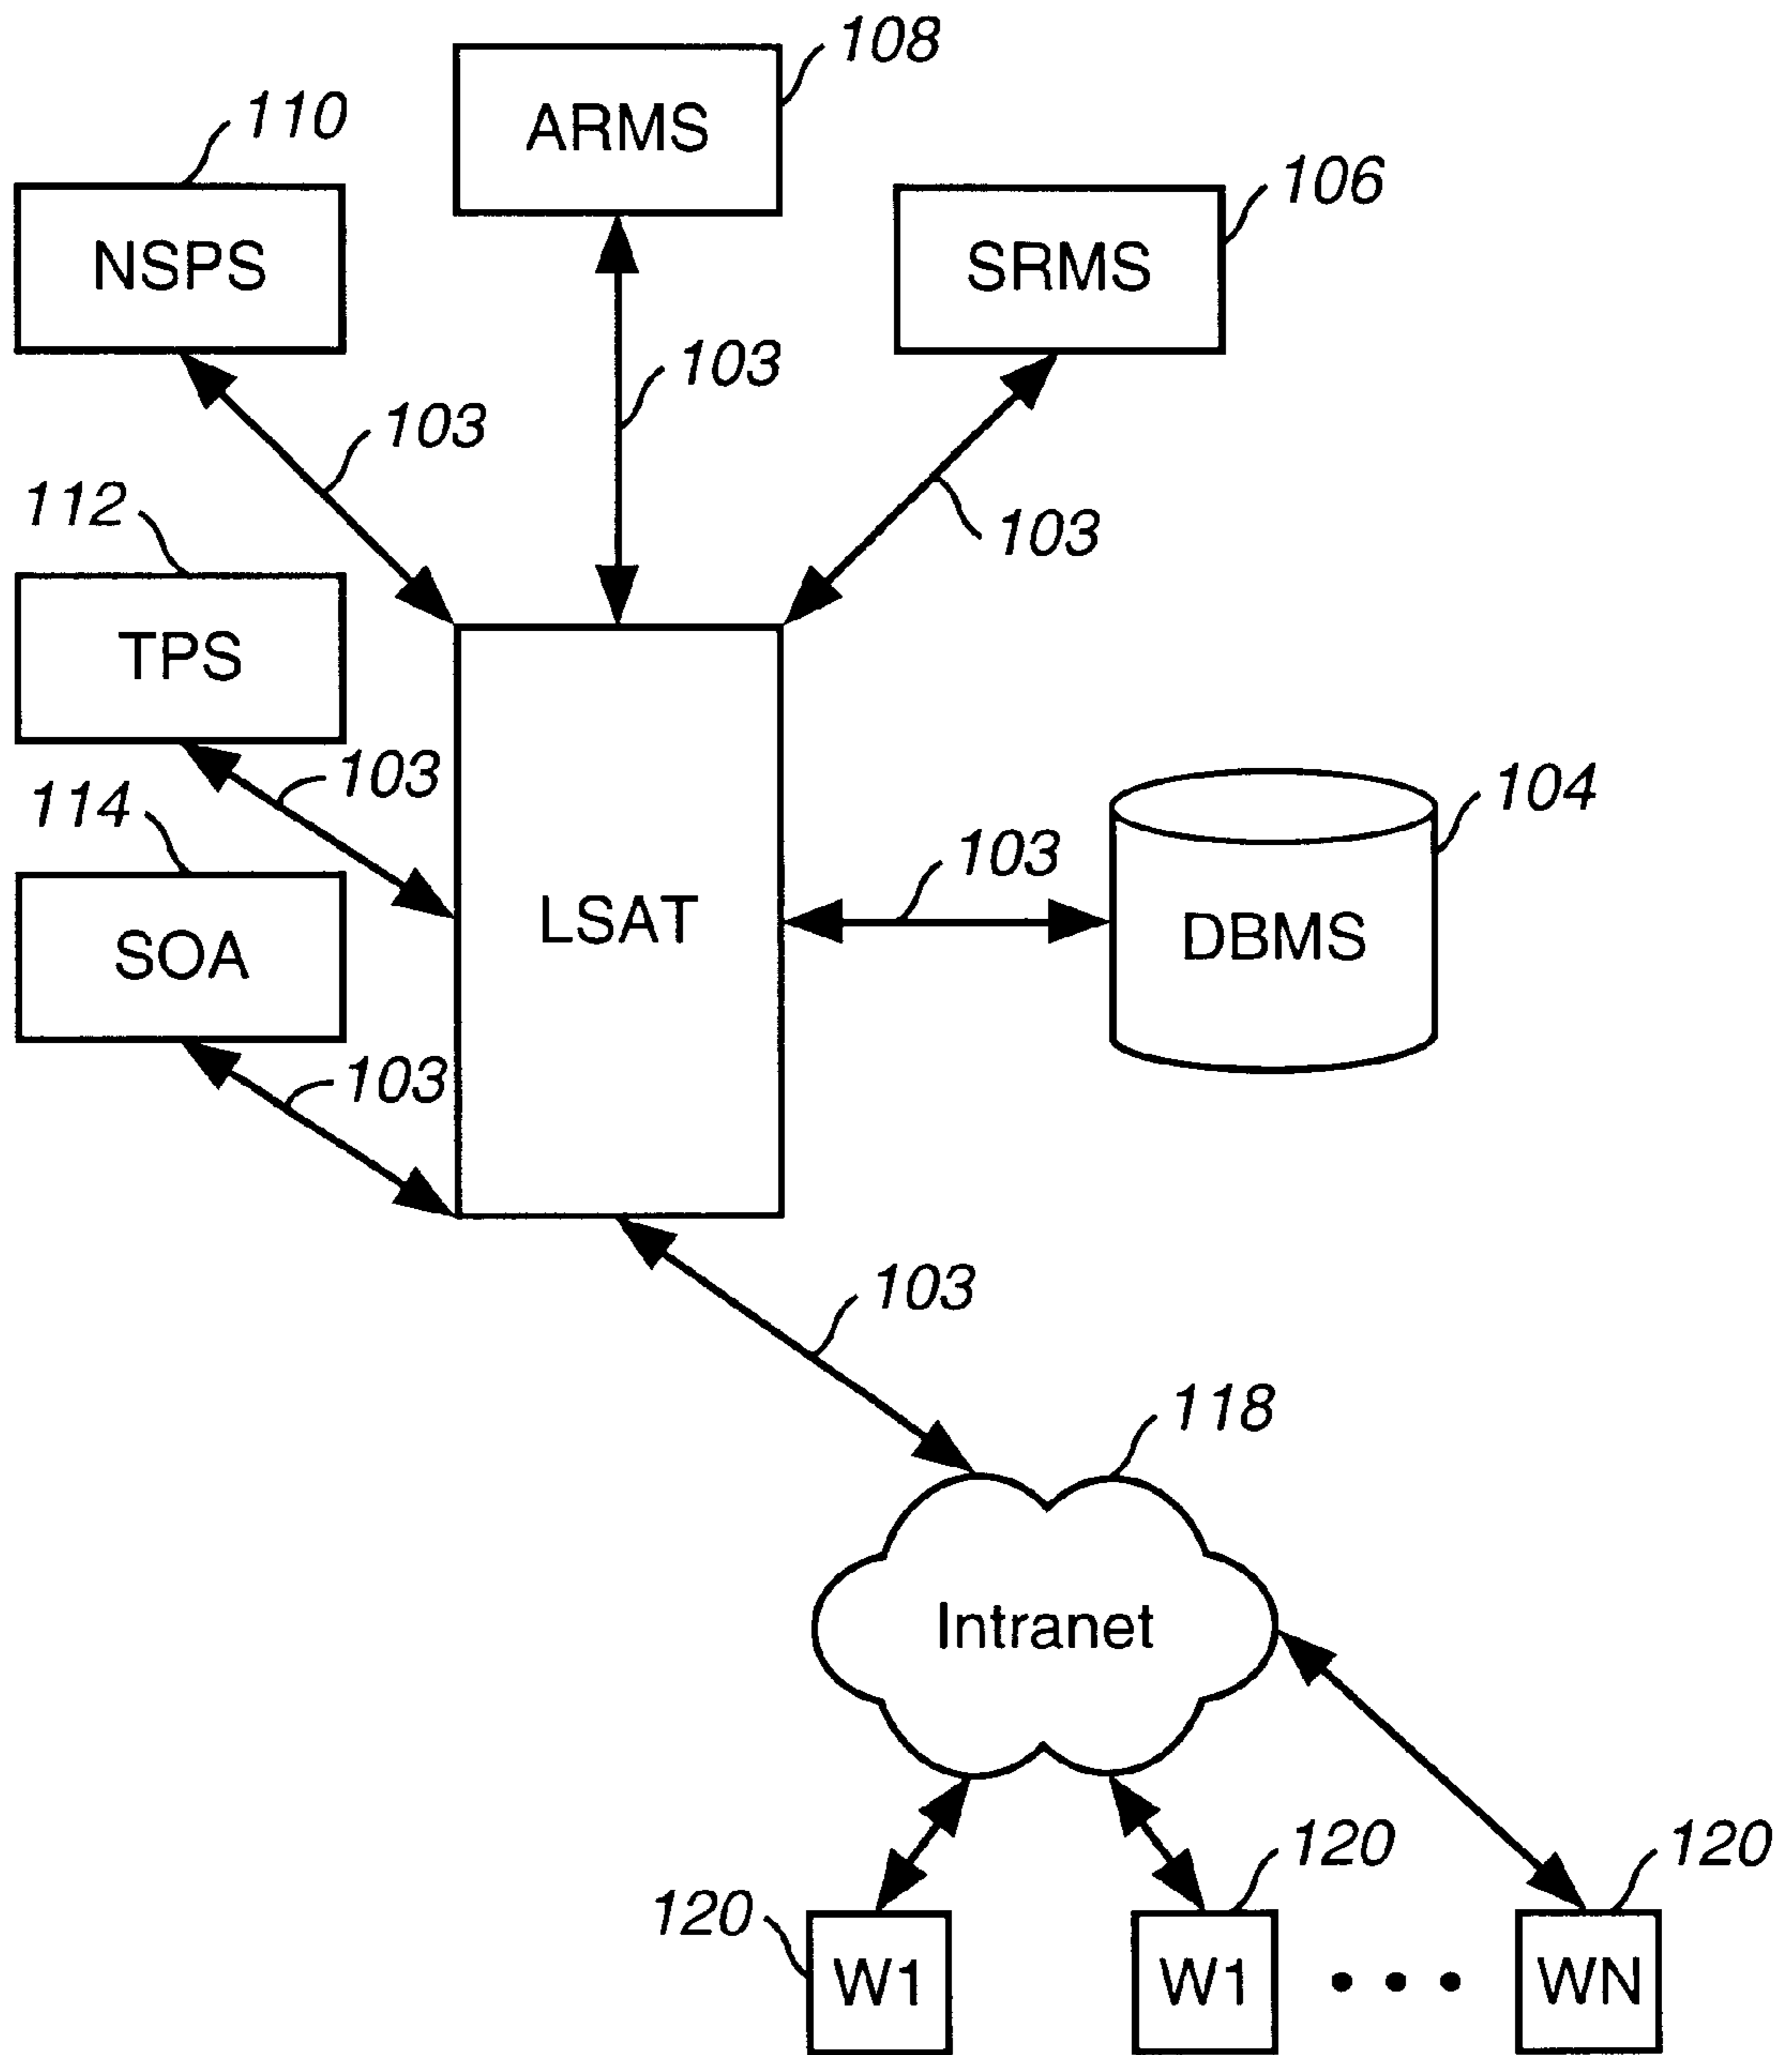 108
ARMS
110
NSPS
106
SRMS
103
103
103
112
TPS
103
114
SOA
103
LSAT
103
104
DBMS
103
118
Intranet
120
W1
120
W1
• • •
120
WN